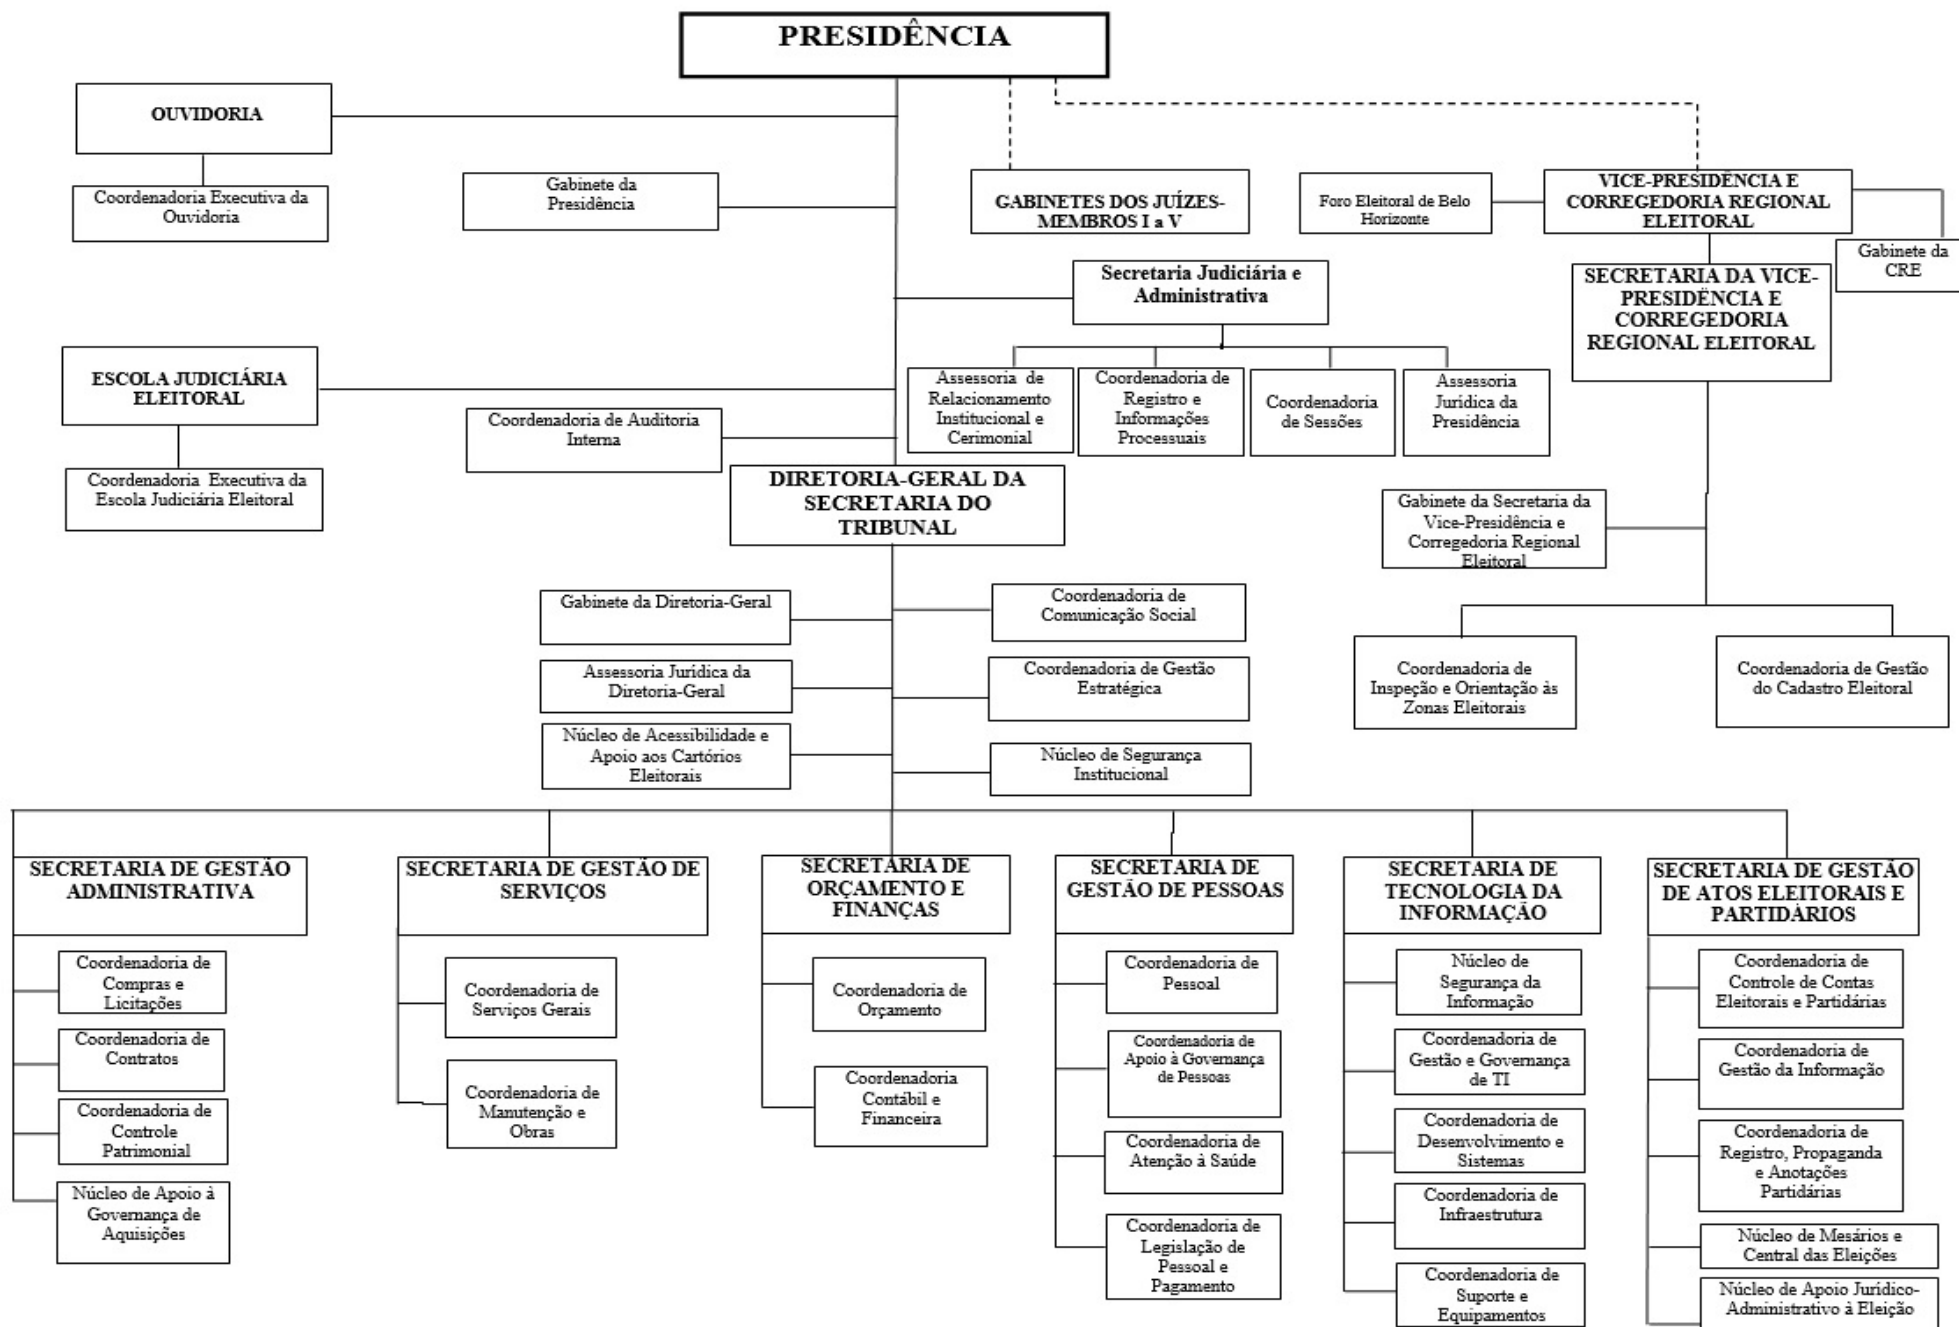 PRESIDÊNCIA
OUVIDORIA
Coordenadoria Executiva da
Ouvidoria
Gabinete da
Presidência
GABINETES DOS JUÍZES-
MEMBROS I a V
Foro Eleitoral de Belo
Horizonte
VICE-PRESIDÊNCIA E
CORREGEDORIA REGIONAL
ELEITORAL
Gabinete da
CRE
Secretaria Judiciária e
Administrativa
SECRETARIA DA VICE-
PRESIDÊNCIA E
CORREGEDORIA
REGIONAL ELEITORAL
ESCOLA JUDICIÁRIA
ELEITORAL
Coordenadoria Executiva da
Escola Judiciária Eleitoral
Coordenadoria de Auditoria
Interna
Assessoria de
Relacionamento
Institucional e
Cerimonial
Coordenadoria de
Registro e
Informações
Processuais
Coordenadoria
de Sessões
Assessoria
Jurídica da
Presidência
DIRETORIA-GERAL DA
SECRETARIA DO
TRIBUNAL
Gabinete da Secretaria da
Vice-Presidência e
Corregedoria Regional
Eleitoral
Gabinete da Diretoria-Geral
Coordenadoria de
Comunicação Social
Assessoria Jurídica da
Diretoria-Geral
Coordenadoria de Gestão
Estratégica
Núcleo de Acessibilidade e
Apoio aos Cartórios
Eleitorais
Núcleo de Segurança
Institucional
Coordenadoria de
Inspeção e Orientação às
Zonas Eleitorais
Coordenadoria de Gestão
do Cadastro Eleitoral
SECRETARIA DE GESTÃO
ADMINISTRATIVA
Coordenadoria de
Compras e
Licitações
Coordenadoria de
Contratos
Coordenadoria de
Controle
Patrimonial
Núcleo de Apoio à
Governança de
Aquisições
SECRETARIA DE GESTÃO DE
SERVIÇOS
Coordenadoria de
Serviços Gerais
Coordenadoria de
Manutenção e
Obras
SECRETARIA DE
ORÇAMENTO E
FINANÇAS
Coordenadoria de
Orçamento
Coordenadoria
Contábil e
Financeira
SECRETARIA DE
GESTÃO DE PESSOAS
Coordenadoria de
Pessoal
Coordenadoria de
Apoio à Governança
de Pessoas
Coordenadoria de
Atenção à Saúde
Coordenadoria de
Legislação de
Pessoal e
Pagamento
SECRETARIA DE
TECNOLOGIA DA
INFORMAÇÃO
Núcleo de
Segurança da
Informação
Coordenadoria de
Gestão e Governança
de TI
Coordenadoria de
Desenvolvimento e
Sistemas
Coordenadoria de
Infraestrutura
Coordenadoria de
Suporte e
Equipamentos
SECRETARIA DE GESTÃO
DE ATOS ELEITORAIS E
PARTIDÁRIOS
Coordenadoria de
Controle de Contas
Eleitorais e Partidárias
Coordenadoria de
Gestão da Informação
Coordenadoria de
Registro, Propaganda
e Anotações
Partidárias
Núcleo de Mesários e
Central das Eleições
Núcleo de Apoio Jurídico-
Administrativo à Eleição